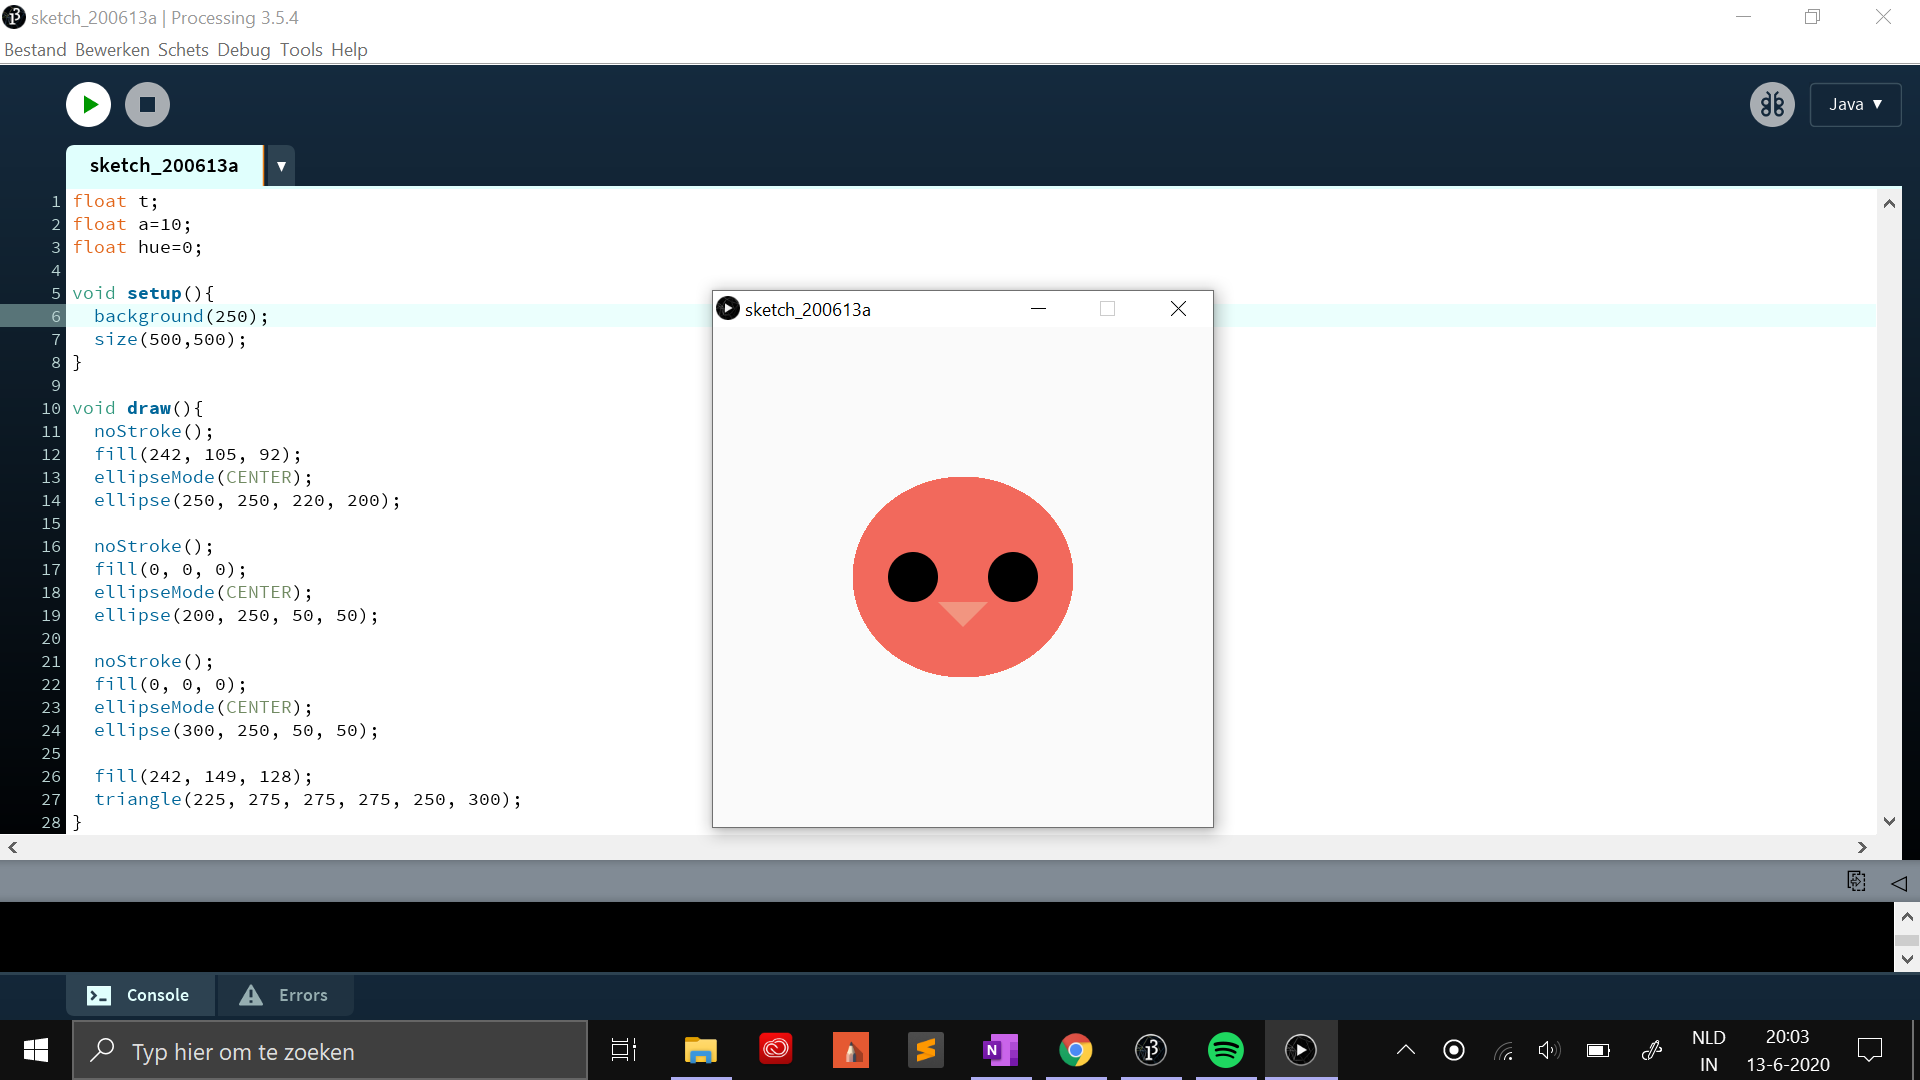 sketch_200613a | Processing 3.5.4
Bestand Bewerken Schets Debug Tools Help
Java ▼
sketch_200613a ▼
1 float t;
2 float a=10;
3 float hue=0;
4
5 void setup(){
6   background(250);
7   size(500,500);
8 }
9
10 void draw(){
11   noStroke();
12   fill(242, 105, 92);
13   ellipseMode(CENTER);
14   ellipse(250, 250, 220, 200);
15
16   noStroke();
17   fill(0, 0, 0);
18   ellipseMode(CENTER);
19   ellipse(200, 250, 50, 50);
20
21   noStroke();
22   fill(0, 0, 0);
23   ellipseMode(CENTER);
24   ellipse(300, 250, 50, 50);
25
26   fill(242, 149, 128);
27   triangle(225, 275, 275, 275, 250, 300);
28 }
sketch_200613a
Console Errors
Typ hier om te zoeken
NLD
IN
20:03
13-6-2020